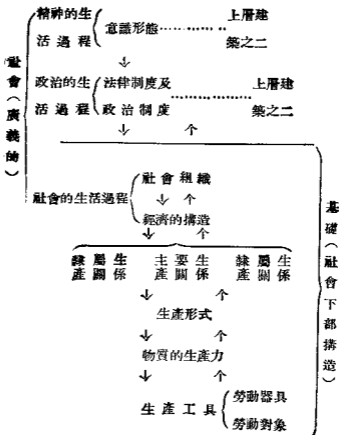 精神的生
活過程
意識形態
上層建
築之二
政治的生
活過程
法律制度及
政治制度
上層建
築之一
社會（廣義的）
社會的生活過程
社會組織
經濟的構造
隸屬生
產關係
主要生
產關係
隸屬生
產關係
生產形式
物質的生產力
生產工具
勞動器具
勞動對象
基礎（社會下部構造）